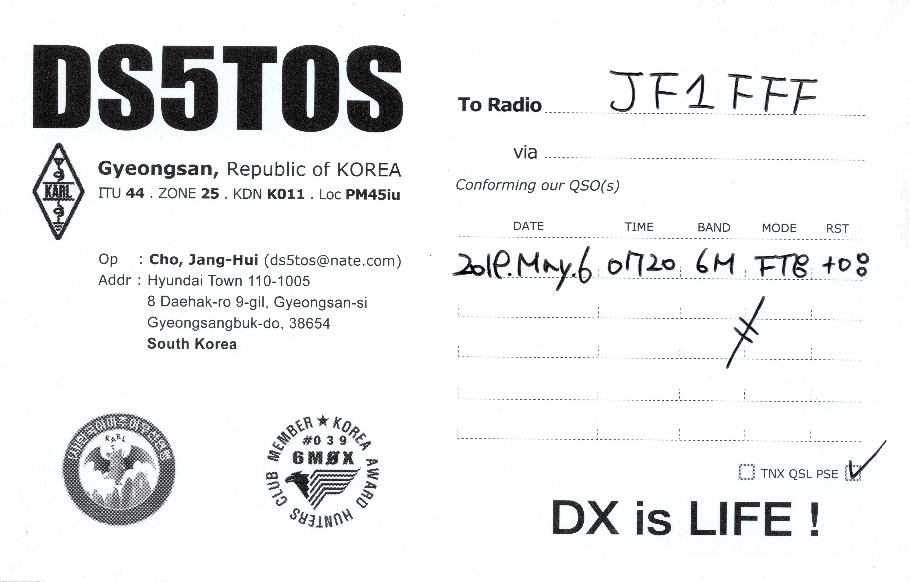 DS5TOS
KARL
Gyeongsan, Republic of KOREA
ITU 44 . ZONE 25 . KDN K011 . Loc PM45iu
Op : Cho, Jang-Hui (ds5tos@nate.com)
Addr : Hyundai Town 110-1005
8 Daehak-ro 9-gil, Gyeongsan-si
Gyeongsangbuk-do, 38654
South Korea
KARL
MEMBER ★ KOREA AWARD HUNTERS CLUB
#039
6MØX
To Radio JF1FFF
via
Conforming our QSO(s)
DATE TIME BAND MODE RST
2019.May.6 0720 6M FT8 +08
TNX QSL PSE
DX is LIFE !